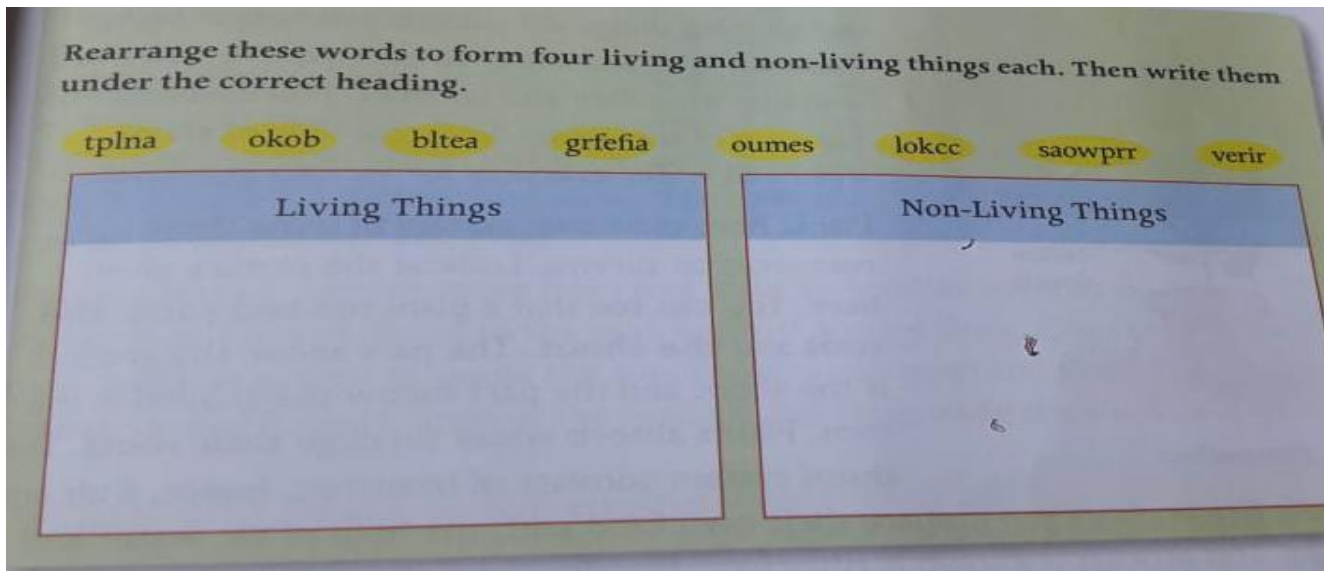 Rearrange these words to form four living and non-living things each. Then write them
under the correct heading.
tplna okob bltea grfefia oumes lokcc saowprr verir
Living Things
Non-Living Things